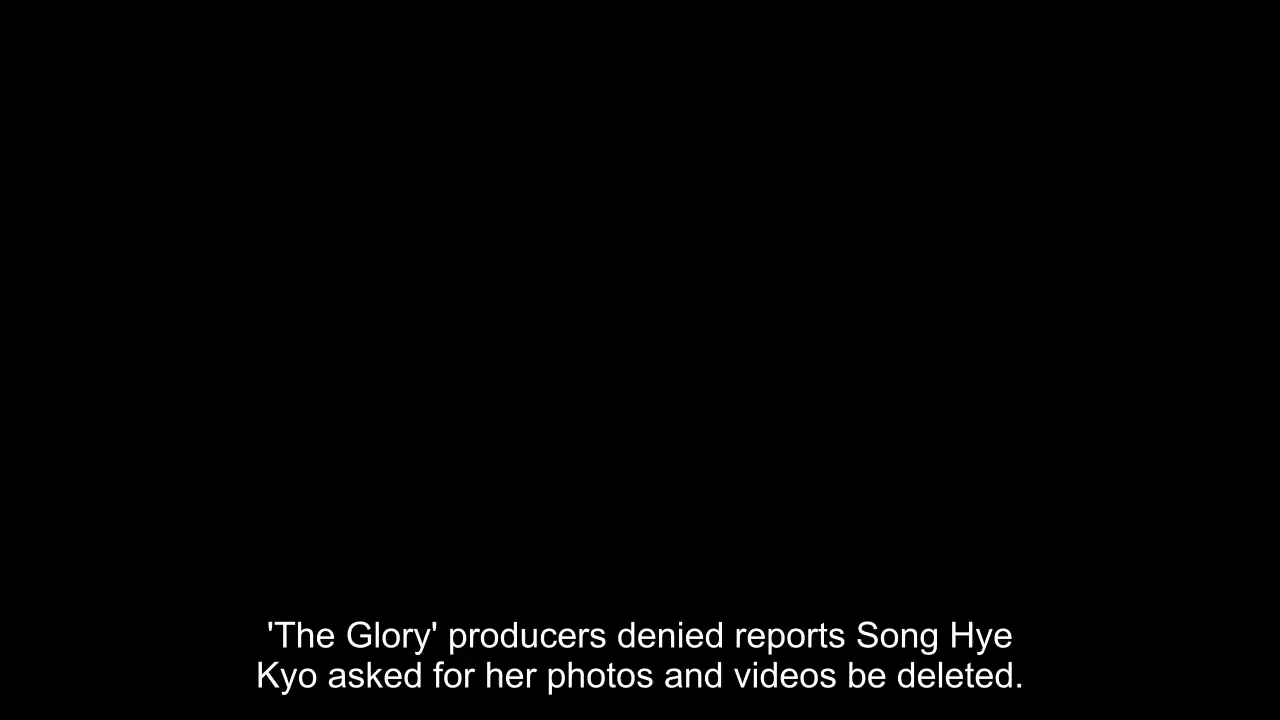 'The Glory' producers denied reports Song Hye
Kyo asked for her photos and videos be deleted.